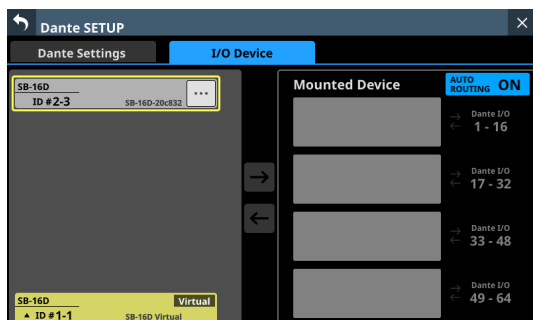 Dante SETUP
Dante Settings
I/O Device
SB-16D
ID #2-3
SB-16D-20c832
...
Mounted Device
AUTO ROUTING ON
Dante I/O
1 - 16
Dante I/O
17 - 32
Dante I/O
33 - 48
Dante I/O
49 - 64
SB-16D
Virtual
ID #1-1
SB-16D Virtual